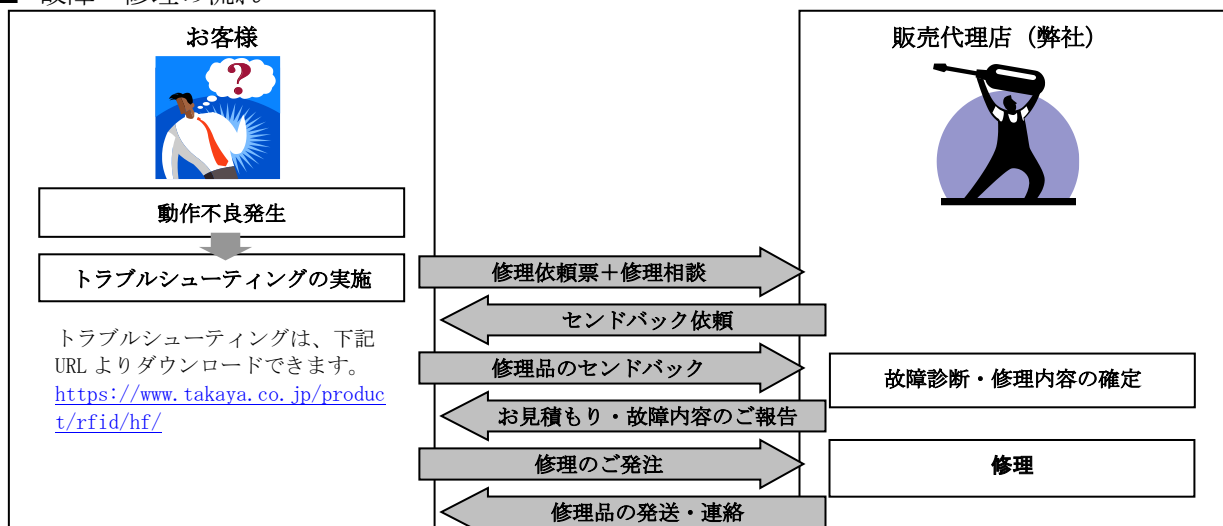 ■ 故障・修理の流れ
お客様
販売代理店（弊社）
?
動作不良発生
トラブルシューティングの実施
トラブルシューティングは、下記
URL よりダウンロードできます。
https://www.takaya.co.jp/produc
t/rfid/hf/
修理依頼票＋修理相談
センドバック依頼
修理品のセンドバック
故障診断・修理内容の確定
お見積もり・故障内容のご報告
修理のご発注
修理
修理品の発送・連絡